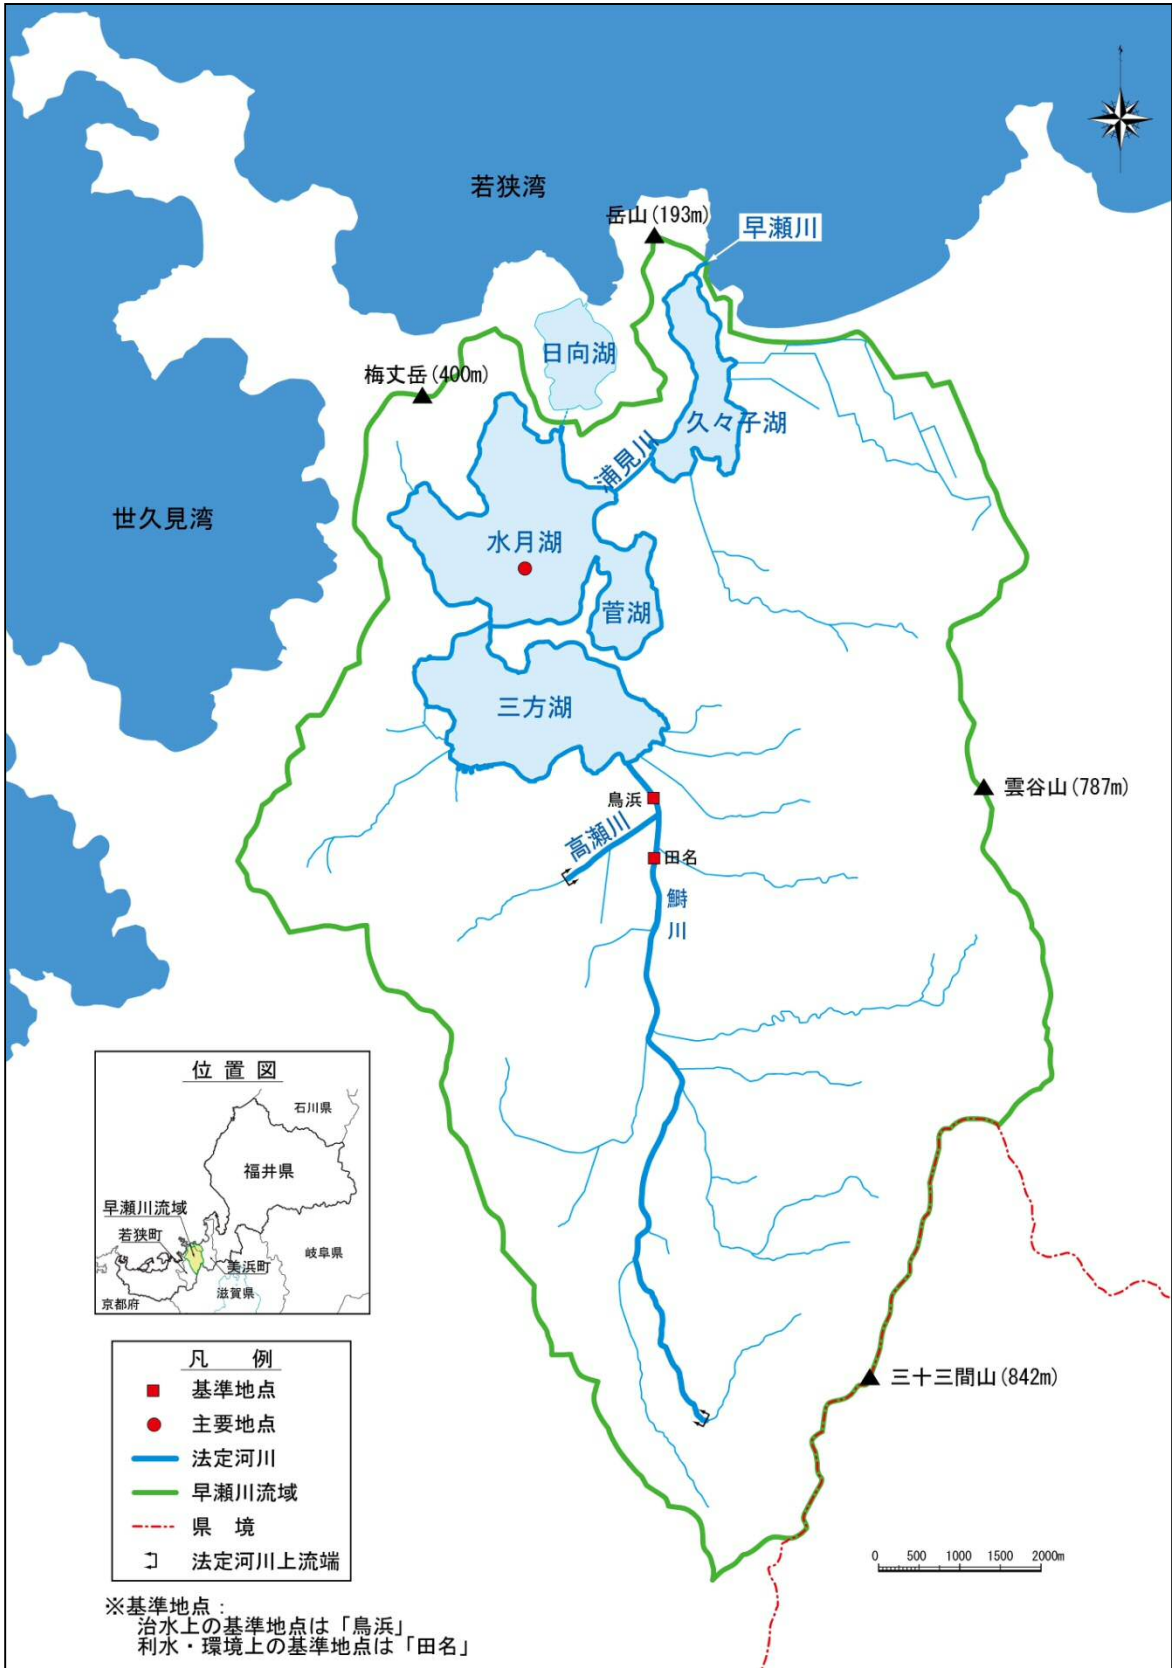 若狭湾
岳山(193m)
早瀬川
日向湖
梅丈岳(400m)
久々子湖
浦見川
世久見湾
水月湖
菅湖
三方湖
雲谷山(787m)
鳥浜
高瀬川
田名
鰣川
位置図
石川県
福井県
早瀬川流域
若狭町
岐阜県
美浜町
滋賀県
京都府
三十三間山(842m)
凡 例
基準地点
主要地点
法定河川
早瀬川流域
県 境
法定河川上流端
0 500 1000 1500 2000m
※基準地点：
治水上の基準地点は「鳥浜」
利水・環境上の基準地点は「田名」